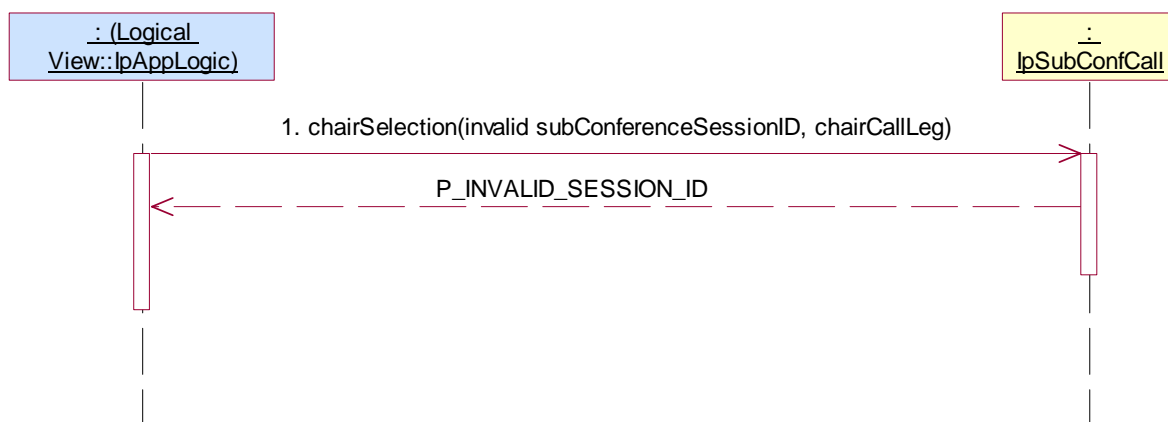 : (Logical
View::IpAppLogic)
:
IpSubConfCall
1. chairSelection(invalid subConferenceSessionID, chairCallLeg)
P_INVALID_SESSION_ID